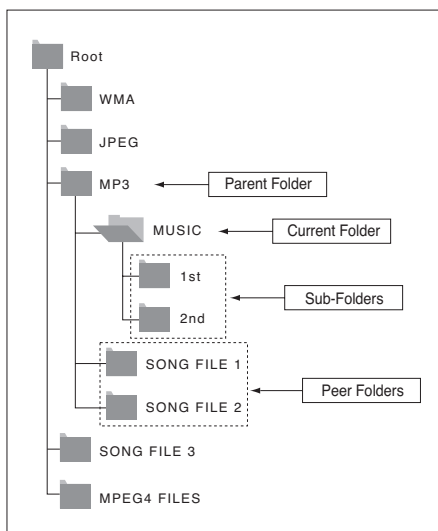 Root
WMA
JPEG
MP3
Parent Folder
MUSIC
Current Folder
1st
Sub-Folders
2nd
SONG FILE 1
Peer Folders
SONG FILE 2
SONG FILE 3
MPEG4 FILES